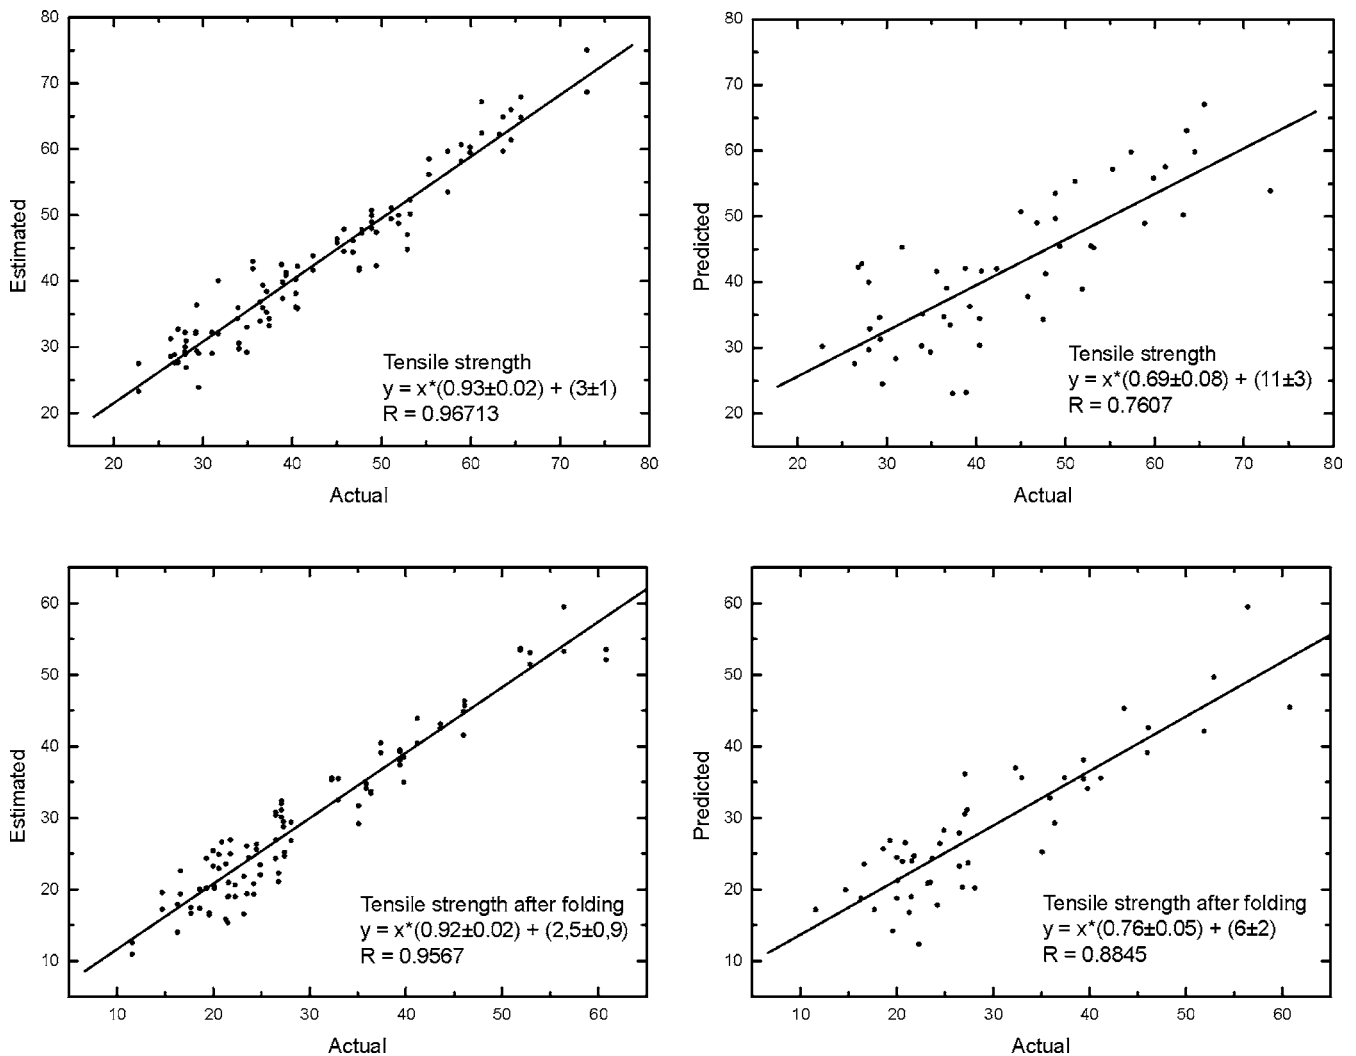 80
70
60
50
40
30
20
Estimated
Tensile strength
y = x*(0.93±0.02) + (3±1)
R = 0.96713
20 30 40 50 60 70 80
Actual
80
70
60
50
40
30
20
Predicted
Tensile strength
y = x*(0.69±0.08) + (11±3)
R = 0.7607
20 30 40 50 60 70 80
Actual
60
50
40
30
20
10
Estimated
Tensile strength after folding
y = x*(0.92±0.02) + (2,5±0,9)
R = 0.9567
10 20 30 40 50 60
Actual
60
50
40
30
20
10
Predicted
Tensile strength after folding
y = x*(0.76±0.05) + (6±2)
R = 0.8845
10 20 30 40 50 60
Actual